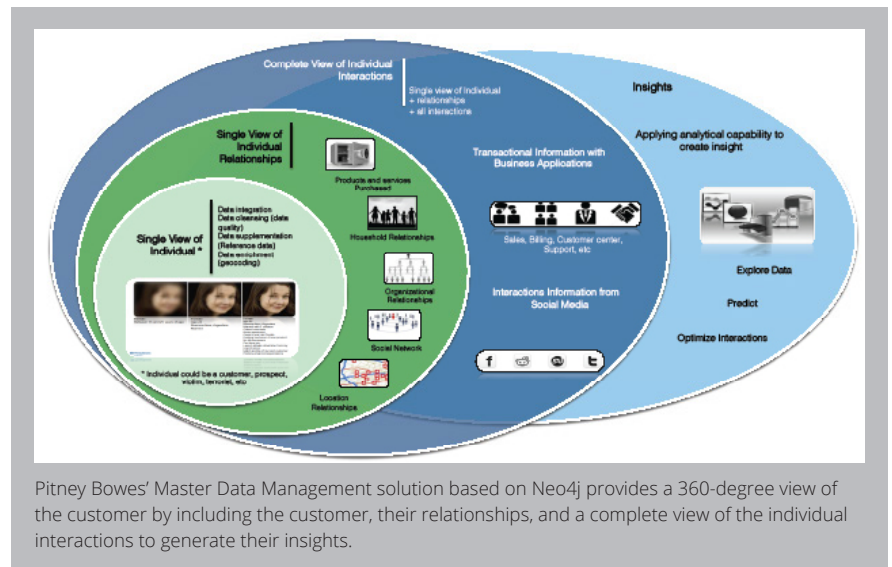 Complete View of Individual
Interactions
Single view of Individual
+ relationships
+ all interactions
Insights
Applying analytical capability to
create insight
Single View of
Individual
Relationships
Transactional Information with
Business Applications
Products and services
Purchased
Data integration
Data cleansing (data
quality)
Data supplementation
(Reference data)
Data enrichment
(geocoding)
Single View of
Individual *
Household Relationships
Sales, Billing, Customer center,
Support, etc
Explore Data
Organizational
Relationships
Interactions Information from
Social Media
Predict
Social Network
Optimize Interactions
* Individual could be a customer, prospect,
victim, terrorist, etc
Location
Relationships
Pitney Bowes’ Master Data Management solution based on Neo4j provides a 360-degree view of
the customer by including the customer, their relationships, and a complete view of the individual
interactions to generate their insights.